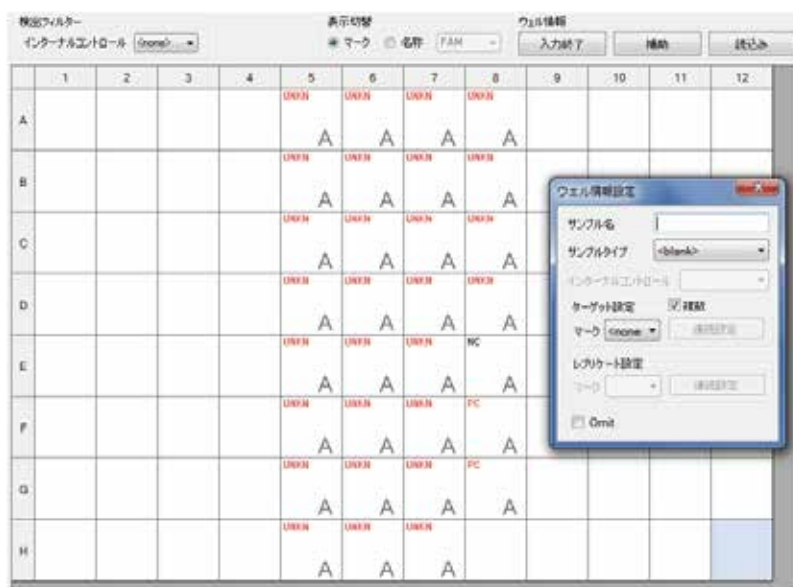 検出フィルター 表示切替 ウェル情報
インターナルコントロール <none> マーク 名称 FAM 入力終了 補助 読込み
1 2 3 4 5 6 7 8 9 10 11 12
UNKN UNKN UNKN UNKN
A A A A A
UNKN UNKN UNKN UNKN
B A A A A
UNKN UNKN UNKN UNKN
C A A A A
UNKN UNKN UNKN UNKN
D A A A A
UNKN UNKN UNKN NC
E A A A A
UNKN UNKN UNKN PC
F A A A A
UNKN UNKN UNKN PC
G A A A A
UNKN UNKN UNKN
H A A A
ウェル情報設定
サンプル名
サンプルタイプ <blank>
インターナルコントロール
ターゲット設定 複数
マーク <none 連続設定
レプリケート設定
マーク 連続設定
Omit